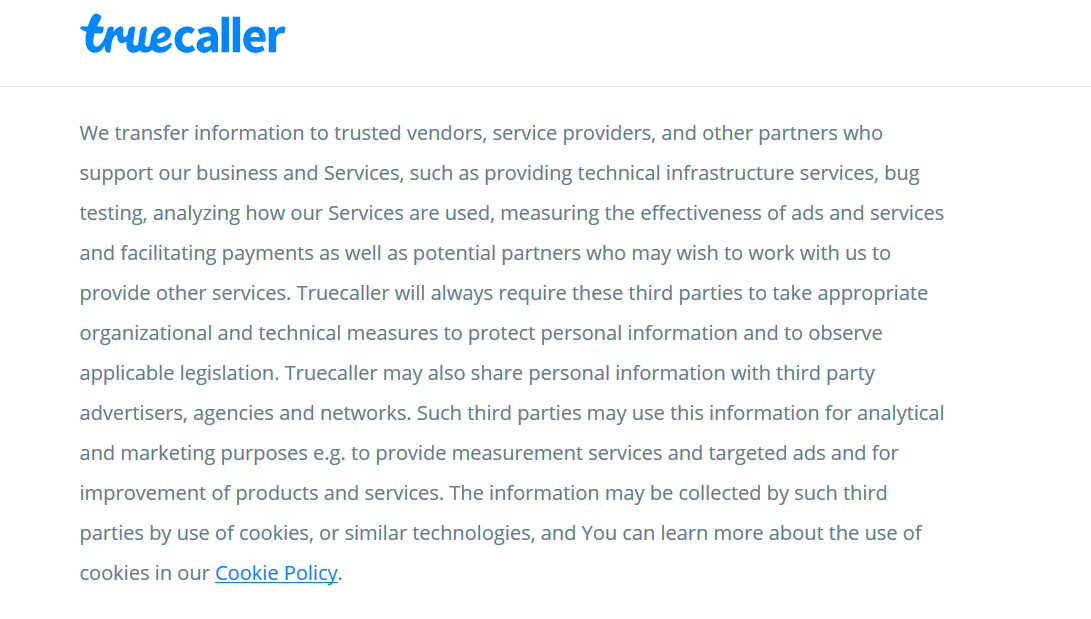 truecaller
We transfer information to trusted vendors, service providers, and other partners who
support our business and Services, such as providing technical infrastructure services, bug
testing, analyzing how our Services are used, measuring the effectiveness of ads and services
and facilitating payments as well as potential partners who may wish to work with us to
provide other services. Truecaller will always require these third parties to take appropriate
organizational and technical measures to protect personal information and to observe
applicable legislation. Truecaller may also share personal information with third party
advertisers, agencies and networks. Such third parties may use this information for analytical
and marketing purposes e.g. to provide measurement services and targeted ads and for
improvement of products and services. The information may be collected by such third
parties by use of cookies, or similar technologies, and You can learn more about the use of
cookies in our Cookie Policy.